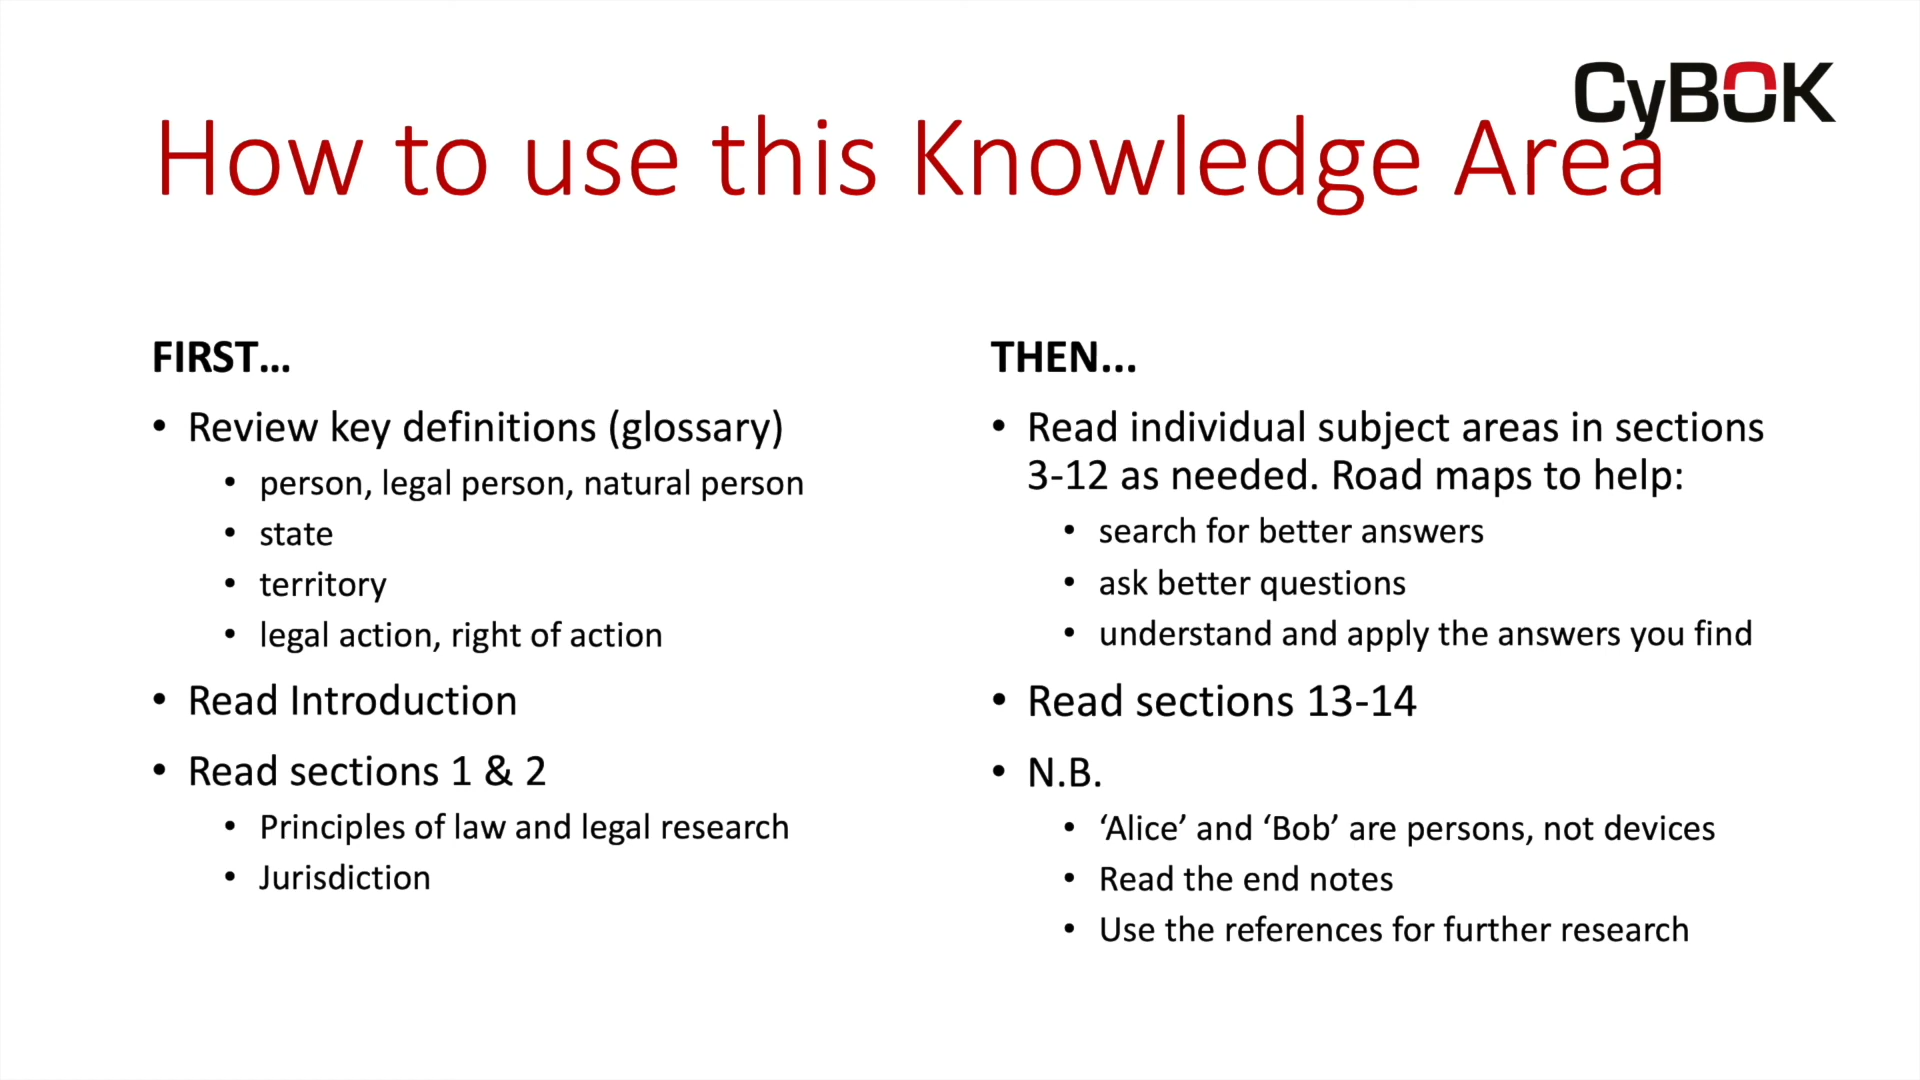 CyBOK
How to use this Knowledge Area
FIRST...
• Review key definitions (glossary)
• person, legal person, natural person
• state
• territory
• legal action, right of action
• Read Introduction
• Read sections 1 & 2
• Principles of law and legal research
• Jurisdiction
THEN...
• Read individual subject areas in sections
3-12 as needed. Road maps to help:
• search for better answers
• ask better questions
• understand and apply the answers you find
• Read sections 13-14
• N.B.
• ‘Alice’ and ‘Bob’ are persons, not devices
• Read the end notes
• Use the references for further research